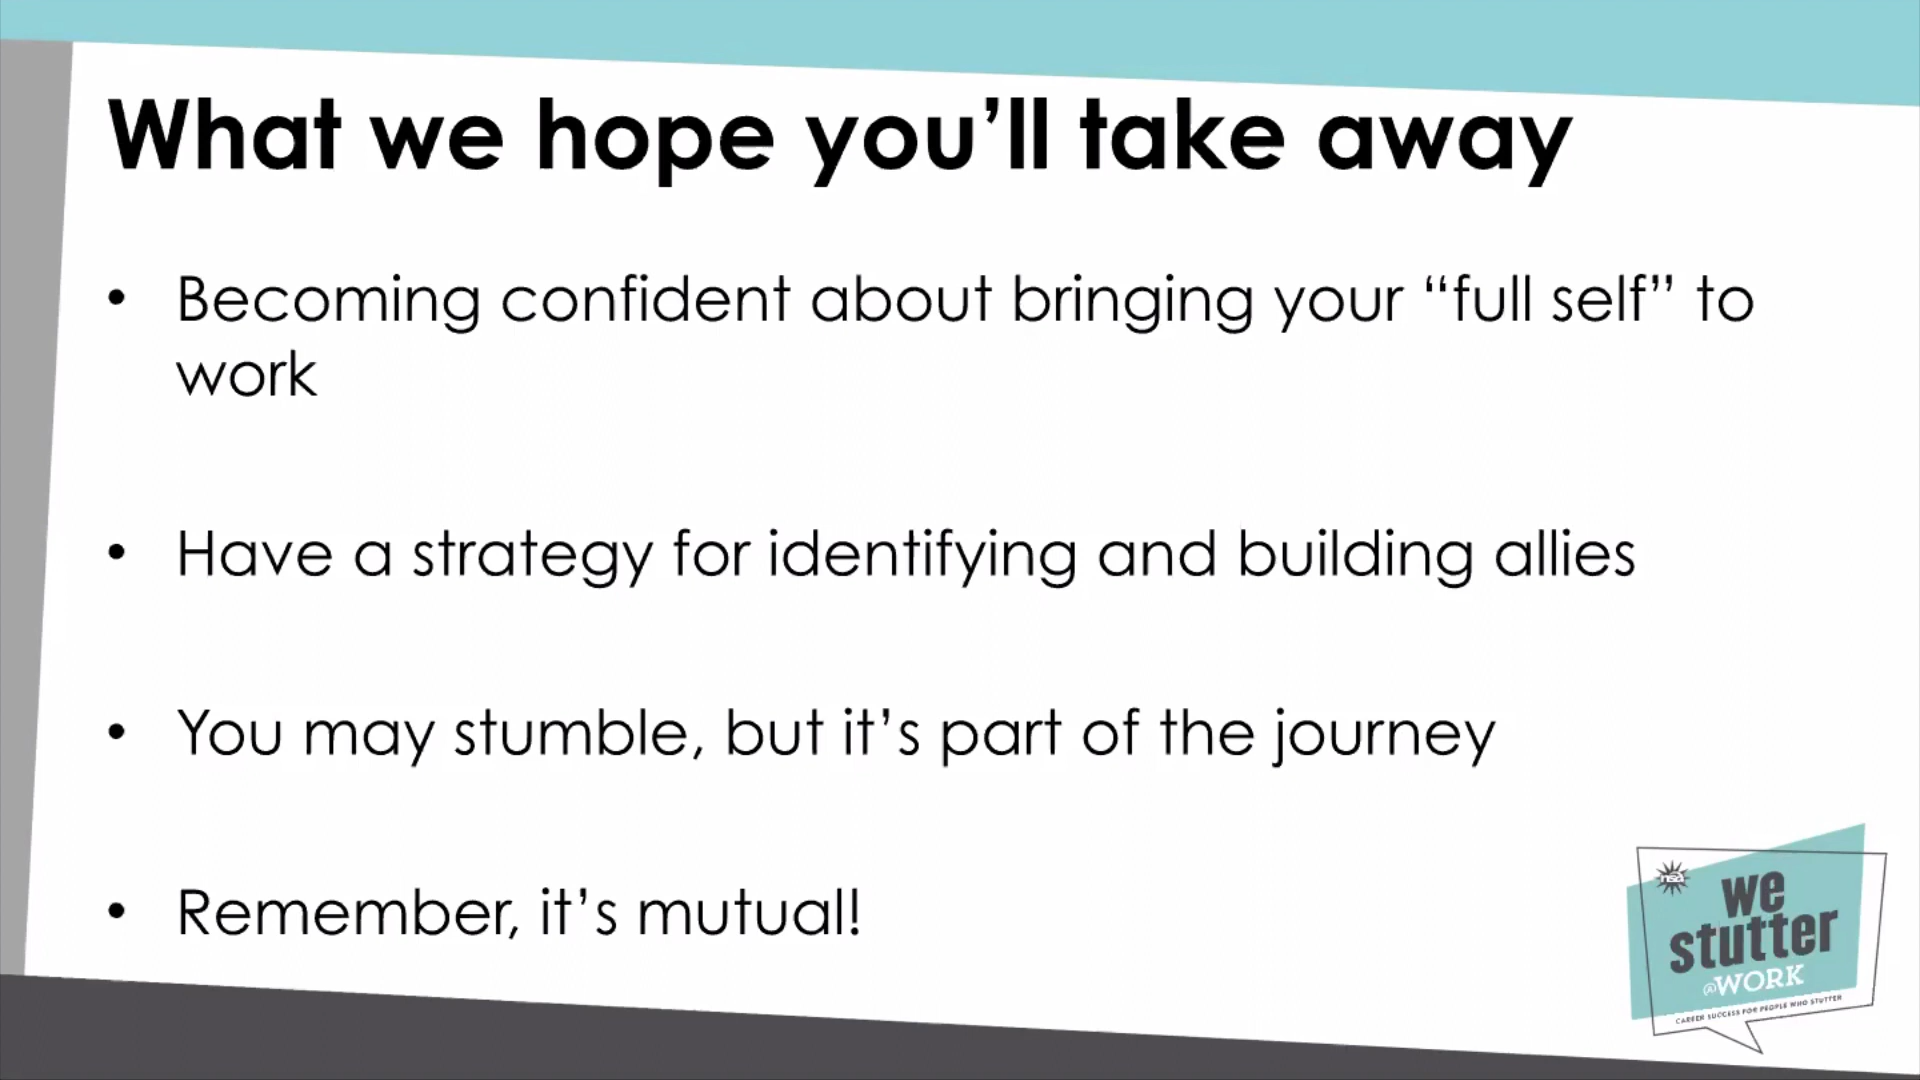 What we hope you’ll take away
• Becoming confident about bringing your “full self” to
work
• Have a strategy for identifying and building allies
• You may stumble, but it’s part of the journey
• Remember, it’s mutual!
nsa
we
stutter
@WORK
CAREER SUCCESS FOR PEOPLE WHO STUTTER